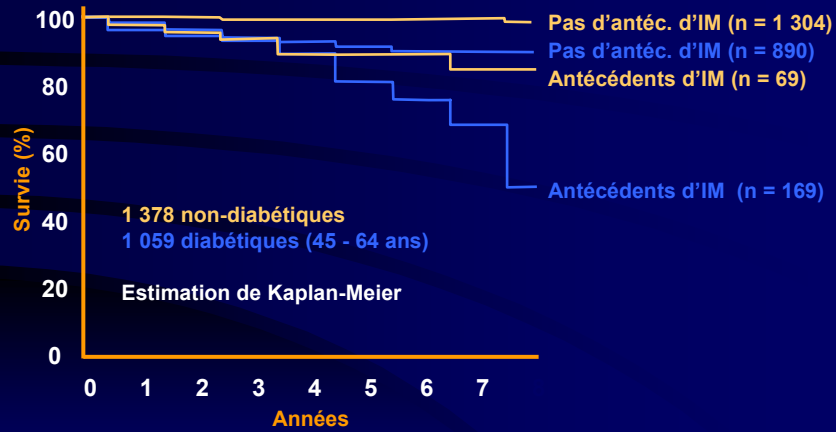 100
80
60
40
20
0
Survie (%)
Pas d’antéc. d’IM (n = 1 304)
Pas d’antéc. d’IM (n = 890)
Antécédents d’IM (n = 69)
Antécédents d’IM (n = 169)
1 378 non-diabétiques
1 059 diabétiques (45 - 64 ans)
Estimation de Kaplan-Meier
0 1 2 3 4 5 6 7
Années